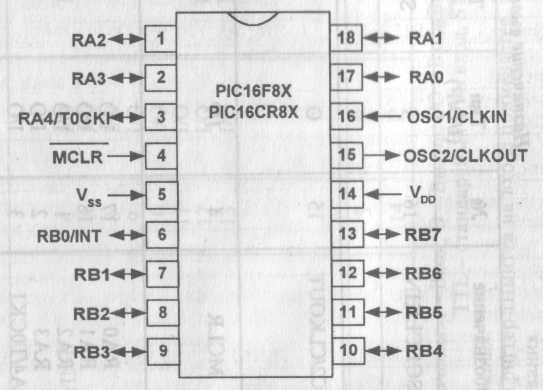 RA2 1 18 RA1
RA3 2 17 RA0
PIC16F8X
PIC16CR8X
RA4/T0CKI 3 16 OSC1/CLKIN
MCLR 4 15 OSC2/CLKOUT
VSS 5 14 VDD
RB0/INT 6 13 RB7
RB1 7 12 RB6
RB2 8 11 RB5
RB3 9 10 RB4